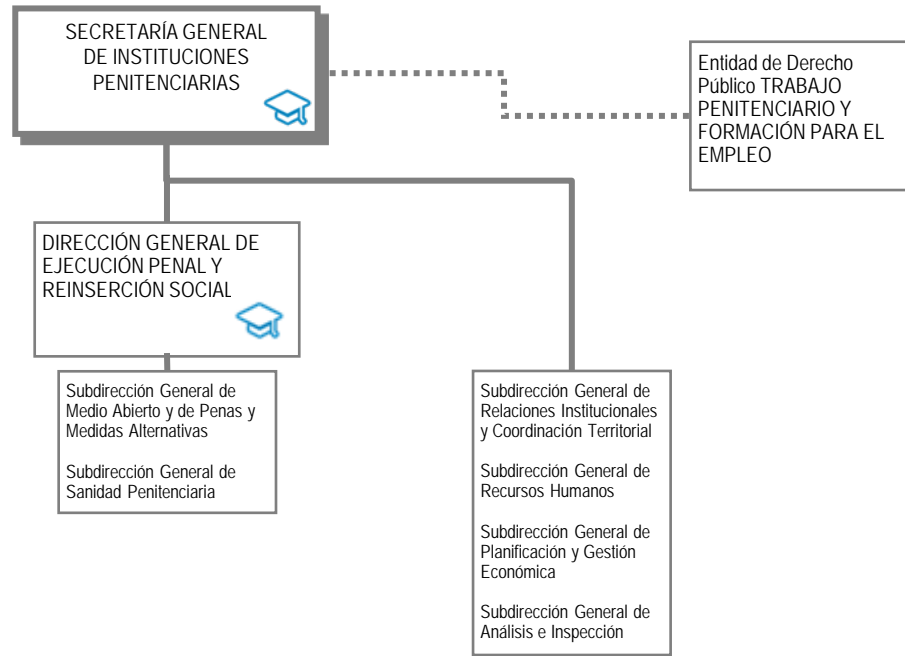 SECRETARÍA GENERAL
DE INSTITUCIONES
PENITENCIARIAS
Entidad de Derecho
Público TRABAJO
PENITENCIARIO Y
FORMACIÓN PARA EL
EMPLEO
DIRECCIÓN GENERAL DE
EJECUCIÓN PENAL Y
REINSERCIÓN SOCIAL
Subdirección General de
Medio Abierto y de Penas y
Medidas Alternativas
Subdirección General de
Sanidad Penitenciaria
Subdirección General de
Relaciones Institucionales
y Coordinación Territorial
Subdirección General de
Recursos Humanos
Subdirección General de
Planificación y Gestión
Económica
Subdirección General de
Análisis e Inspección